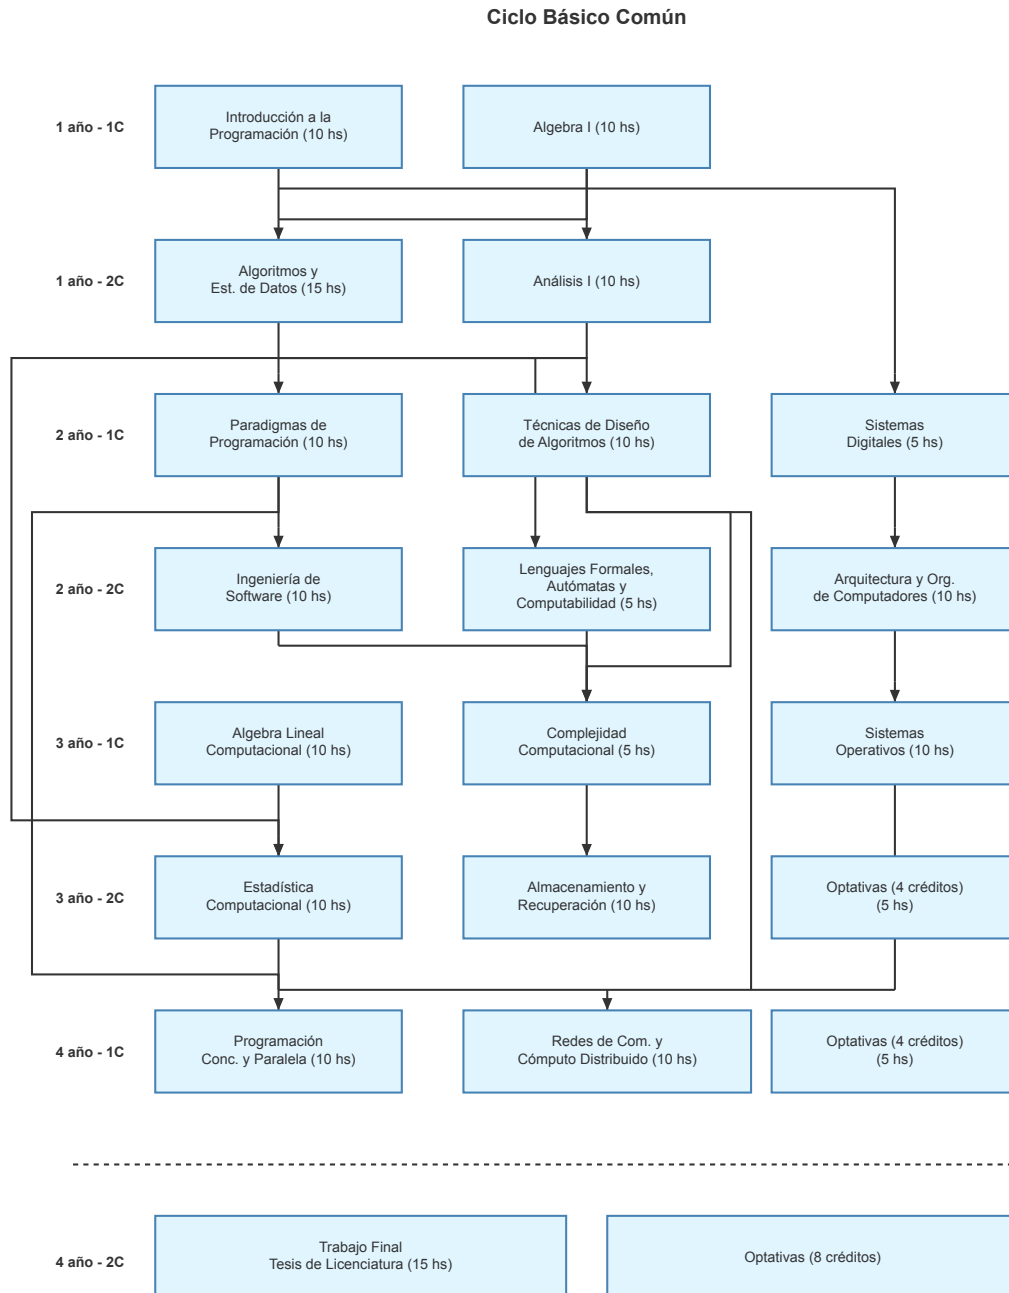 Ciclo Básico Común
1 año - 1C
Introducción a la
Programación (10 hs)
Algebra I (10 hs)
1 año - 2C
Algoritmos y
Est. de Datos (15 hs)
Análisis I (10 hs)
2 año - 1C
Paradigmas de
Programación (10 hs)
Técnicas de Diseño
de Algoritmos (10 hs)
Sistemas
Digitales (5 hs)
2 año - 2C
Ingeniería de
Software (10 hs)
Lenguajes Formales,
Autómatas y
Computabilidad (5 hs)
Arquitectura y Org.
de Computadores (10 hs)
3 año - 1C
Algebra Lineal
Computacional (10 hs)
Complejidad
Computacional (5 hs)
Sistemas
Operativos (10 hs)
3 año - 2C
Estadística
Computacional (10 hs)
Almacenamiento y
Recuperación (10 hs)
Optativas (4 créditos)
(5 hs)
4 año - 1C
Programación
Conc. y Paralela (10 hs)
Redes de Com. y
Cómputo Distribuido (10 hs)
Optativas (4 créditos)
(5 hs)
4 año - 2C
Trabajo Final
Tesis de Licenciatura (15 hs)
Optativas (8 créditos)